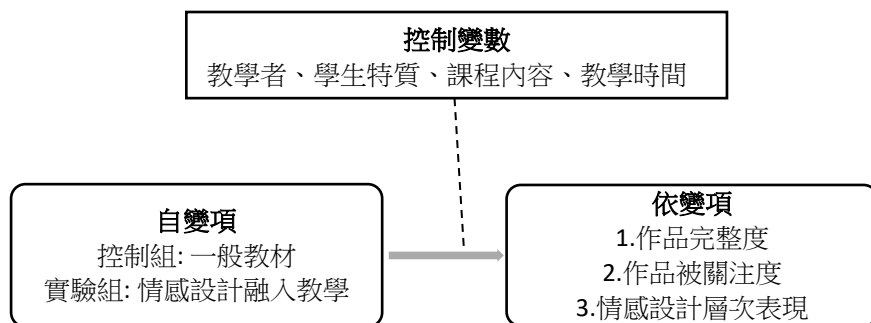 控制變數
教學者、學生特質、課程內容、教學時間
自變項
控制組: 一般教材
實驗組: 情感設計融入教學
依變項
1.作品完整度
2.作品被關注度
3.情感設計層次表現